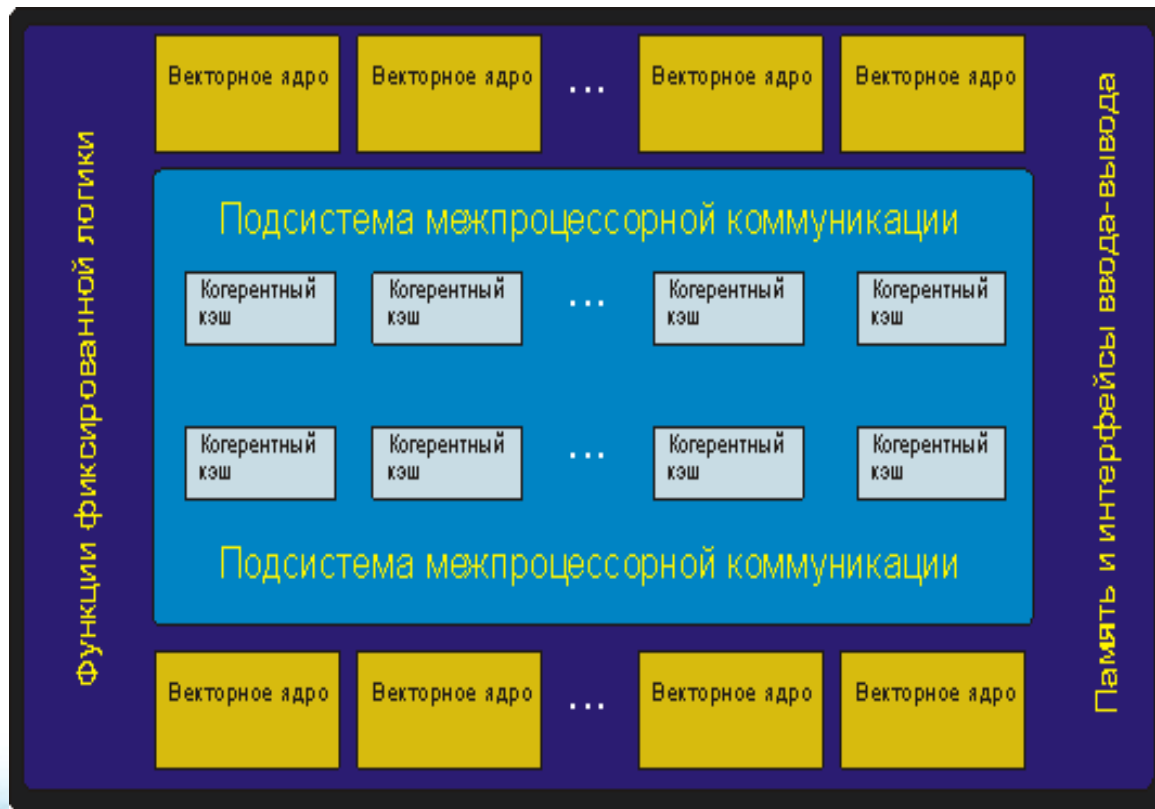 Функции фиксированной логики
Векторное ядро
Векторное ядро
...
Векторное ядро
Векторное ядро
Подсистема межпроцессорной коммуникации
Когерентный
кэш
Когерентный
кэш
...
Когерентный
кэш
Когерентный
кэш
Когерентный
кэш
Когерентный
кэш
...
Когерентный
кэш
Когерентный
кэш
Подсистема межпроцессорной коммуникации
Векторное ядро
Векторное ядро
...
Векторное ядро
Векторное ядро
Память и интерфейсы ввода-вывода